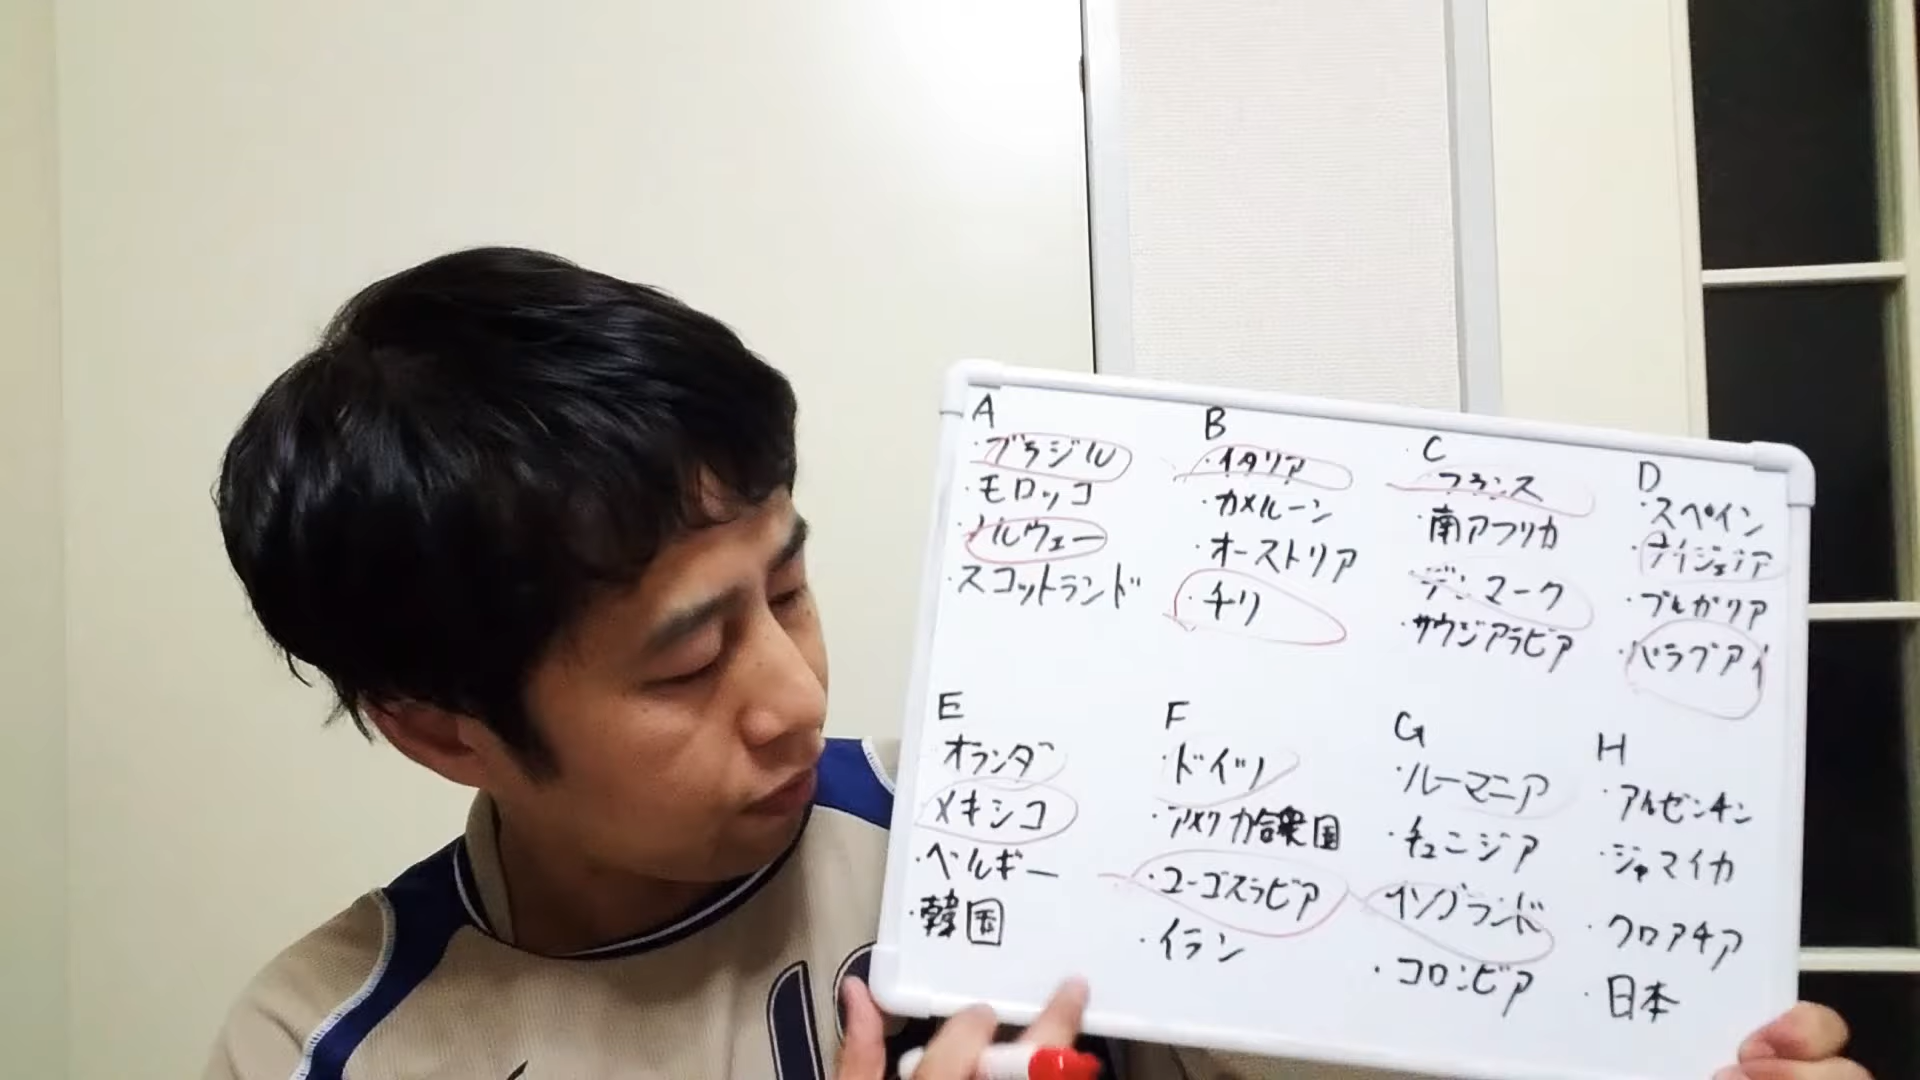 A
・ブラジル
・モロッコ
・ノルウェー
・スコットランド
B
・イタリア
・カメルーン
・オーストリア
・チリ
C
・フランス
・南アフリカ
・デンマーク
・サウジアラビア
D
・スペイン
・ナイジェリア
・ブルガリア
・パラグアイ
E
・オランダ
・メキシコ
・ベルギー
・韓国
F
・ドイツ
・アメリカ合衆国
・ユーゴスラビア
・イラン
G
・ルーマニア
・チュニジア
・イングランド
・コロンビア
H
・アルゼンチン
・ジャマイカ
・クロアチア
・日本